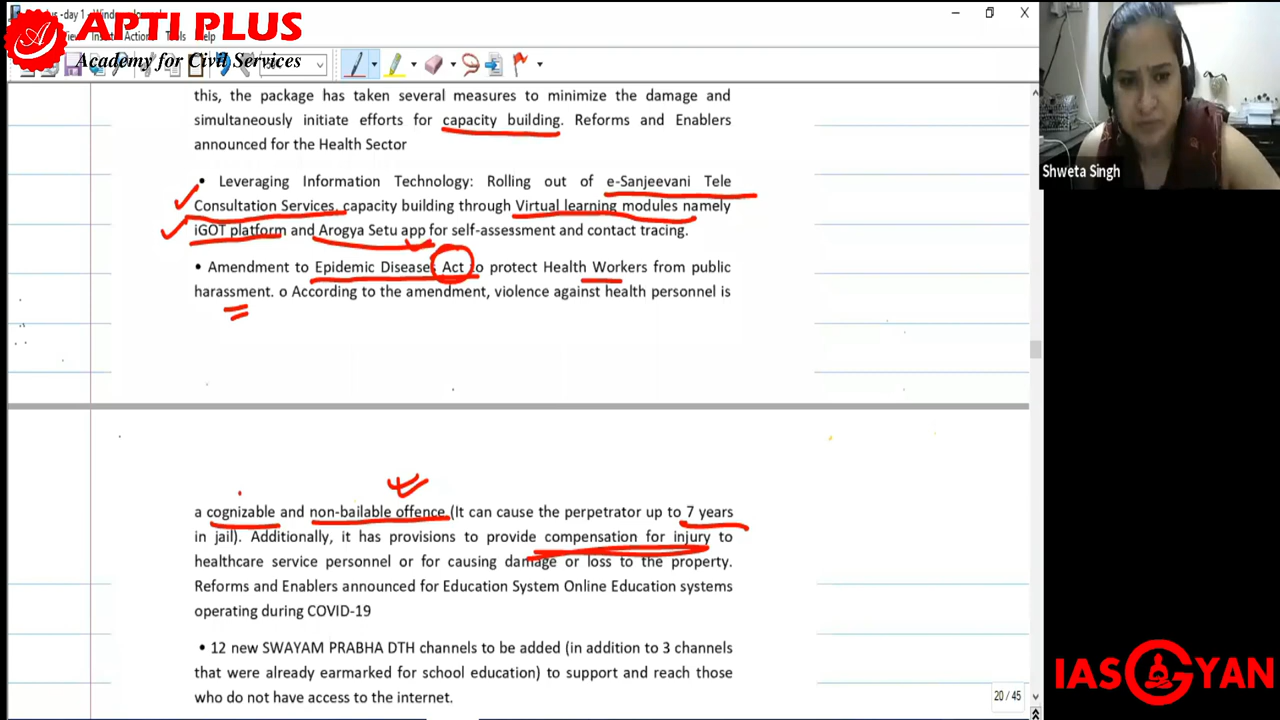 APTI PLUS
Academy for Civil Services
-day 1
Actions Tools Help
this, the package has taken several measures to minimize the damage and
simultaneously initiate efforts for capacity building. Reforms and Enablers
announced for the Health Sector
• Leveraging Information Technology: Rolling out of e-Sanjeevani Tele
Consultation Services, capacity building through Virtual learning modules namely
iGOT platform and Arogya Setu app for self-assessment and contact tracing.
• Amendment to Epidemic Diseases Act to protect Health Workers from public
harassment. o According to the amendment, violence against health personnel is
a cognizable and non-bailable offence (It can cause the perpetrator up to 7 years
in jail). Additionally, it has provisions to provide compensation for injury to
healthcare service personnel or for causing damage or loss to the property.
Reforms and Enablers announced for Education System Online Education systems
operating during COVID-19
• 12 new SWAYAM PRABHA DTH channels to be added (in addition to 3 channels
that were already earmarked for school education) to support and reach those
who do not have access to the internet.
20 / 45
Shweta Singh
IAS GYAN